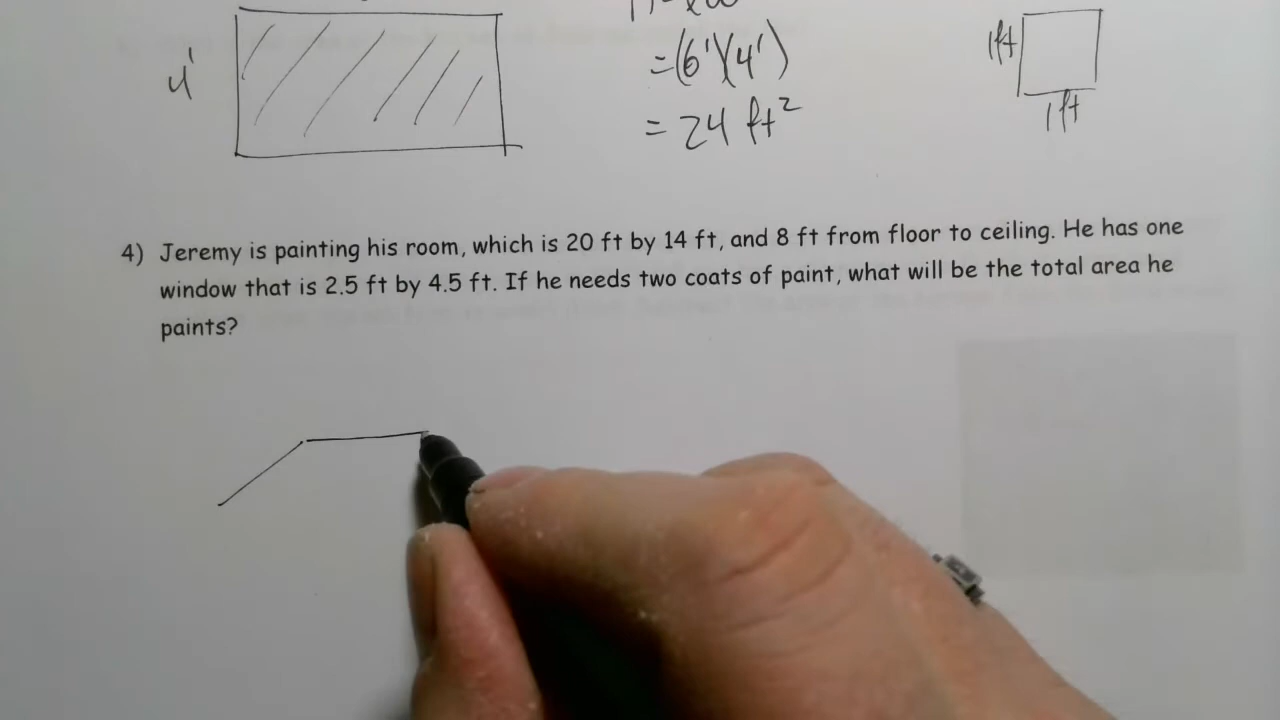 4'
=(6')(4')
= 24 ft²
1ft
1ft
4) Jeremy is painting his room, which is 20 ft by 14 ft, and 8 ft from floor to ceiling. He has one
window that is 2.5 ft by 4.5 ft. If he needs two coats of paint, what will be the total area he
paints?